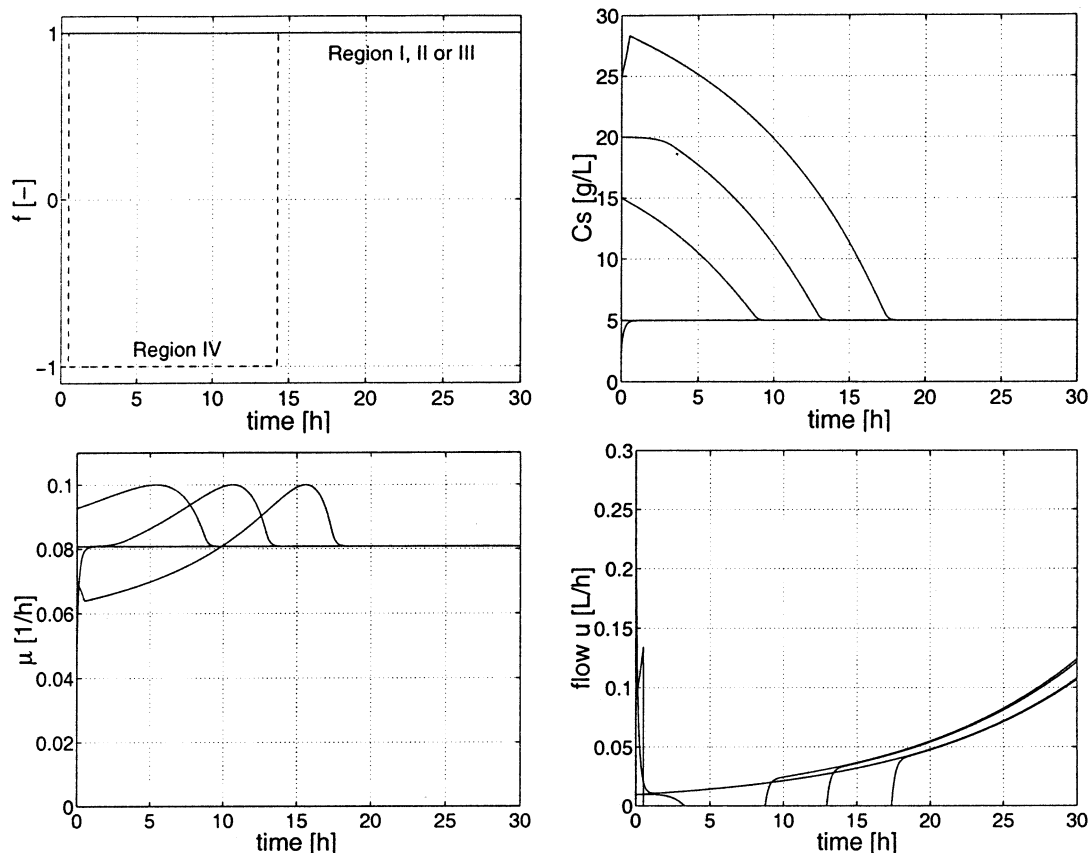 1
0
−1
f [−]
Region I, II or III
Region IV
0 5 10 15 20 25 30
time [h]
30
25
20
15
10
5
0
Cs [g/L]
0 5 10 15 20 25 30
time [h]
0.1
0.08
0.06
0.04
0.02
0
μ [1/h]
0 5 10 15 20 25 30
time [h]
0.3
0.25
0.2
0.15
0.1
0.05
0
flow u [L/h]
0 5 10 15 20 25 30
time [h]